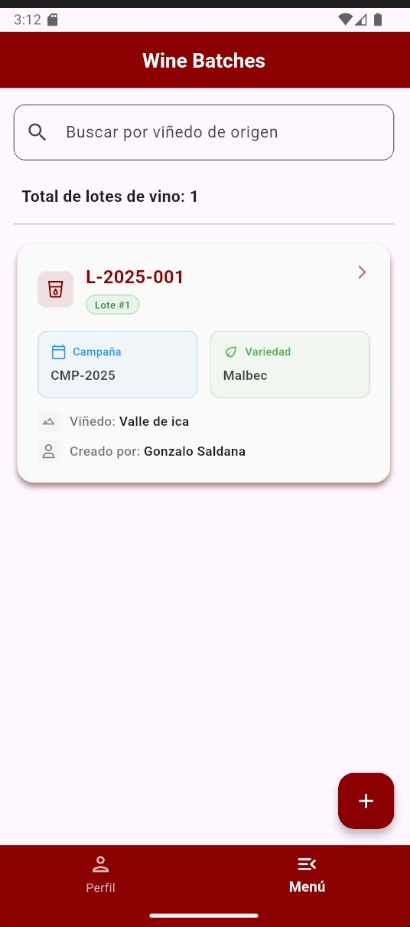 3:12
Wine Batches
Buscar por viñedo de origen
Total de lotes de vino: 1
L-2025-001
Lote #1
Campaña
CMP-2025
Variedad
Malbec
Viñedo: Valle de ica
Creado por: Gonzalo Saldana
Perfil
Menú